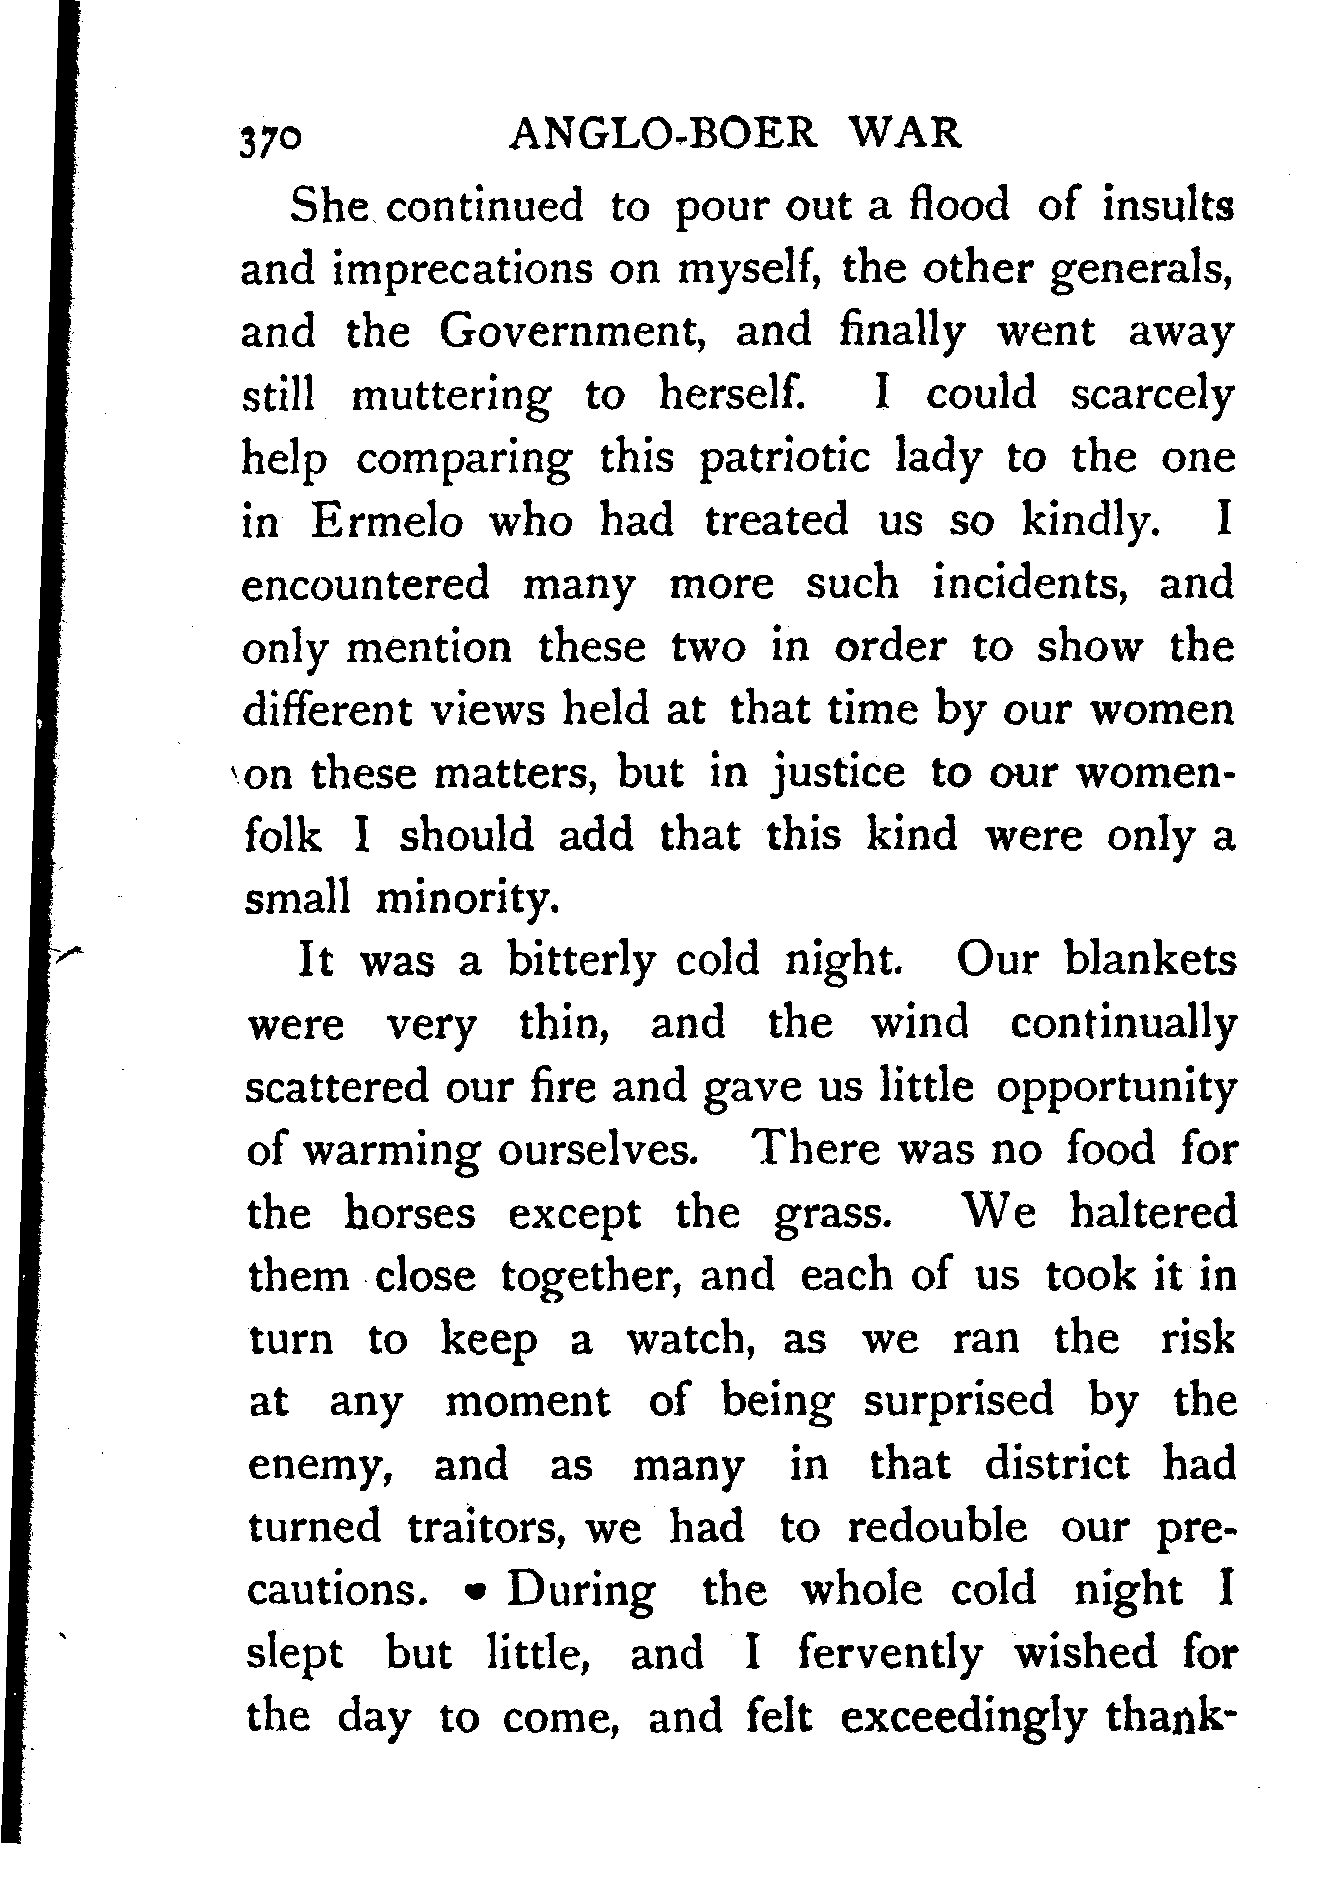 370 ANGLO-BOER WAR
She continued to pour out a flood of insults
and imprecations on myself, the other generals,
and the Government, and finally went away
still muttering to herself. I could scarcely
help comparing this patriotic lady to the one
in Ermelo who had treated us so kindly. I
encountered many more such incidents, and
only mention these two in order to show the
different views held at that time by our women
on these matters, but in justice to our women-
folk I should add that this kind were only a
small minority.
It was a bitterly cold night. Our blankets
were very thin, and the wind continually
scattered our fire and gave us little opportunity
of warming ourselves. There was no food for
the horses except the grass. We haltered
them close together, and each of us took it in
turn to keep a watch, as we ran the risk
at any moment of being surprised by the
enemy, and as many in that district had
turned traitors, we had to redouble our pre-
cautions. During the whole cold night I
slept but little, and I fervently wished for
the day to come, and felt exceedingly thank-